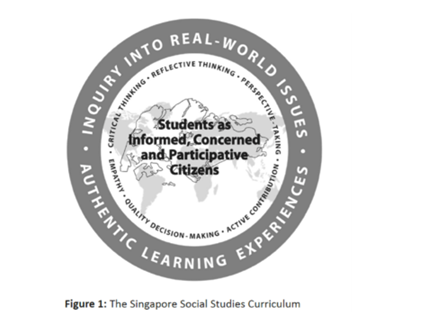 • INQUIRY INTO REAL-WORLD ISSUES •
AUTHENTIC LEARNING EXPERIENCES
• CRITICAL THINKING • REFLECTIVE THINKING • PERSPECTIVE-TAKING
EMPATHY • QUALITY DECISION-MAKING • ACTIVE CONTRIBUTION •
Students as
Informed, Concerned
and Participative
Citizens
Figure 1: The Singapore Social Studies Curriculum